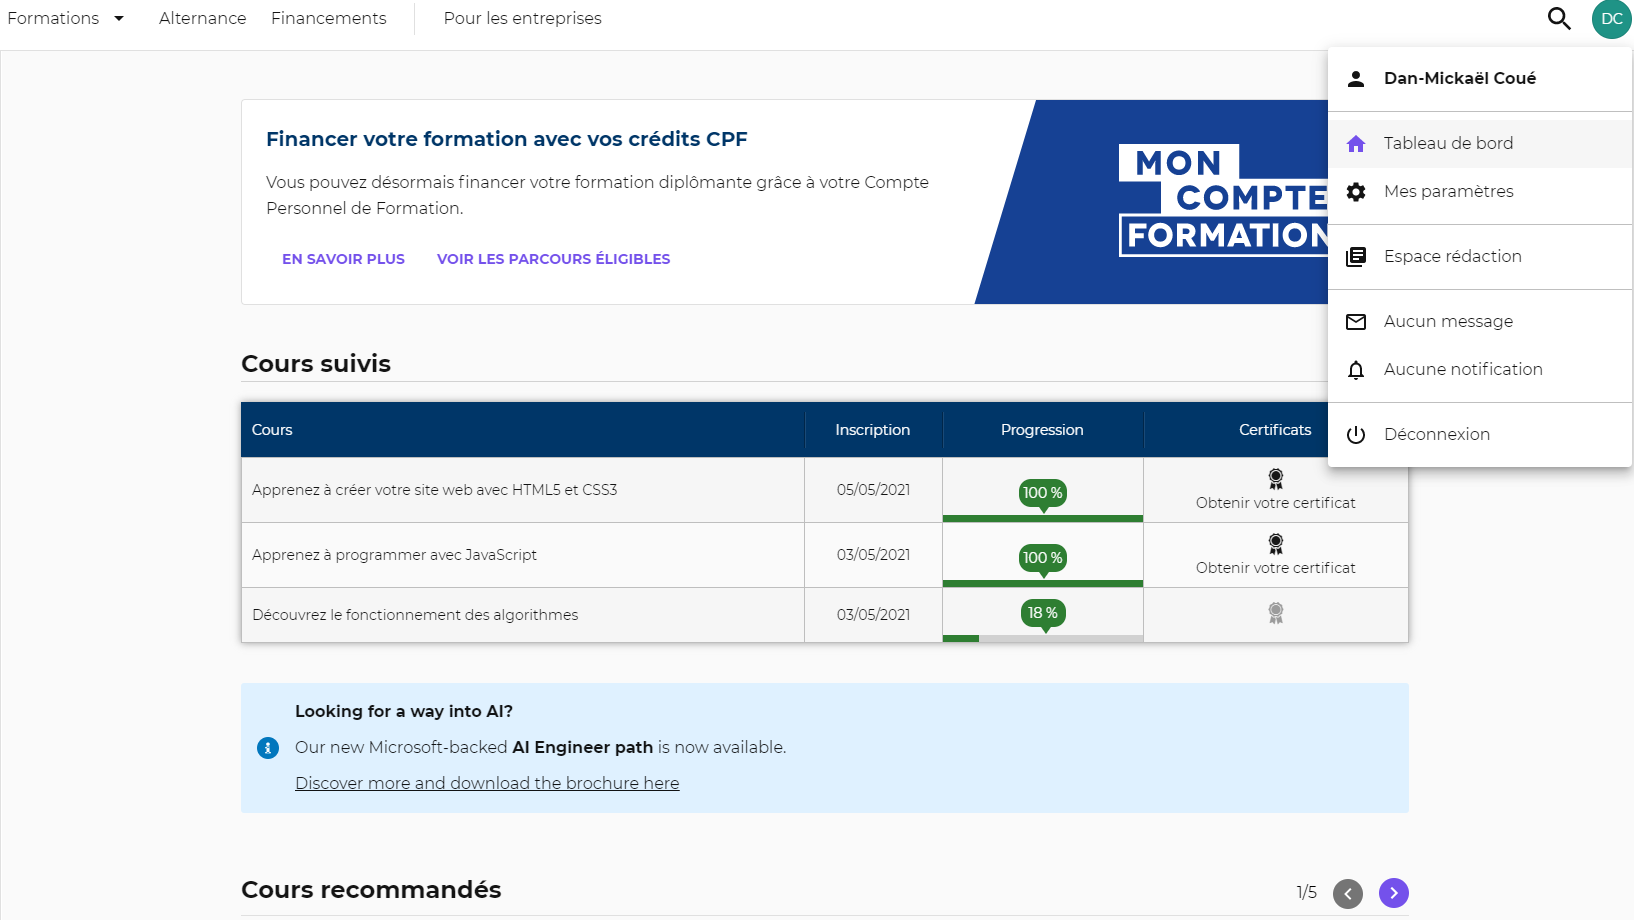 Formations
Alternance
Financements
Pour les entreprises
DC
Dan-Mickaël Coué
Tableau de bord
Mes paramètres
Espace rédaction
Aucun message
Aucune notification
Déconnexion
Financer votre formation avec vos crédits CPF
Vous pouvez désormais financer votre formation diplômante grâce à votre Compte
Personnel de Formation.
EN SAVOIR PLUS
VOIR LES PARCOURS ÉLIGIBLES
MON
COMPTE
FORMATION
Cours suivis
Cours Inscription Progression Certificats
Apprenez à créer votre site web avec HTML5 et CSS3 05/05/2021 100 % Obtenir votre certificat
Apprenez à programmer avec JavaScript 03/05/2021 100 % Obtenir votre certificat
Découvrez le fonctionnement des algorithmes 03/05/2021 18 %
Looking for a way into AI?
Our new Microsoft-backed AI Engineer path is now available.
Discover more and download the brochure here
Cours recommandés
1/5